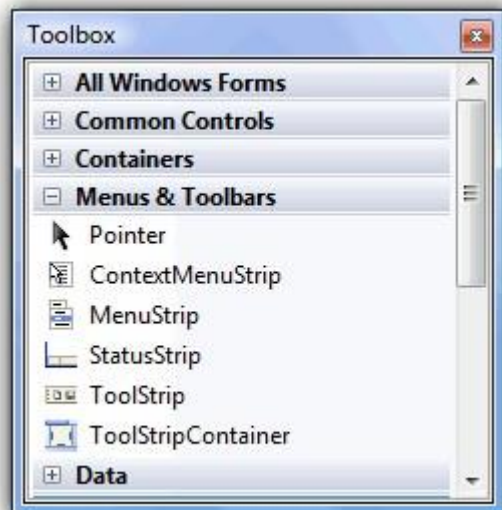 Toolbox
All Windows Forms
Common Controls
Containers
Menus & Toolbars
Pointer
ContextMenuStrip
MenuStrip
StatusStrip
ToolStrip
ToolStripContainer
Data